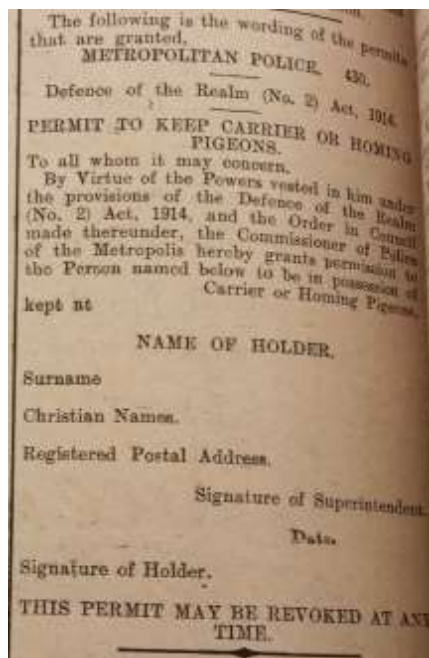 The following is the wording of the permits
that are granted,
METROPOLITAN POLICE. 430.
Defence of the Realm (No. 2) Act, 1914.
PERMIT TO KEEP CARRIER OR HOMING
PIGEONS.
To all whom it may concern.
By Virtue of the Powers vested in him under
the provisions of the Defence of the Realm
(No. 2) Act, 1914, and the Order in Council
made thereunder, the Commissioner of Police
of the Metropolis hereby grants permission to
the Person named below to be in possession of
Carrier or Homing Pigeons,
kept at
NAME OF HOLDER.
Surname
Christian Names.
Registered Postal Address.
Signature of Superintendent.
Date.
Signature of Holder.
THIS PERMIT MAY BE REVOKED AT ANY
TIME.